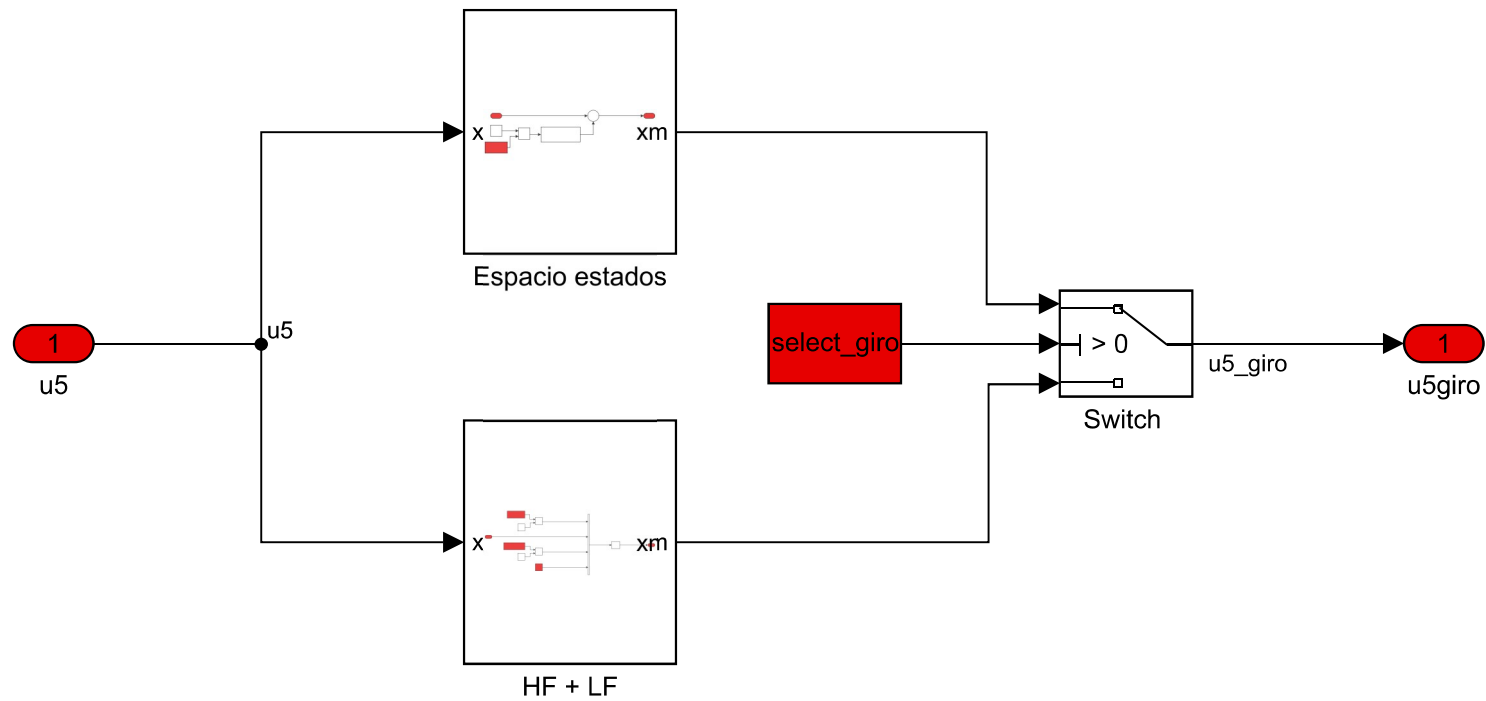 x
xm
Espacio estados
1
u5
u5
select_giro
> 0
Switch
u5_giro
1
u5giro
x
xm
HF + LF